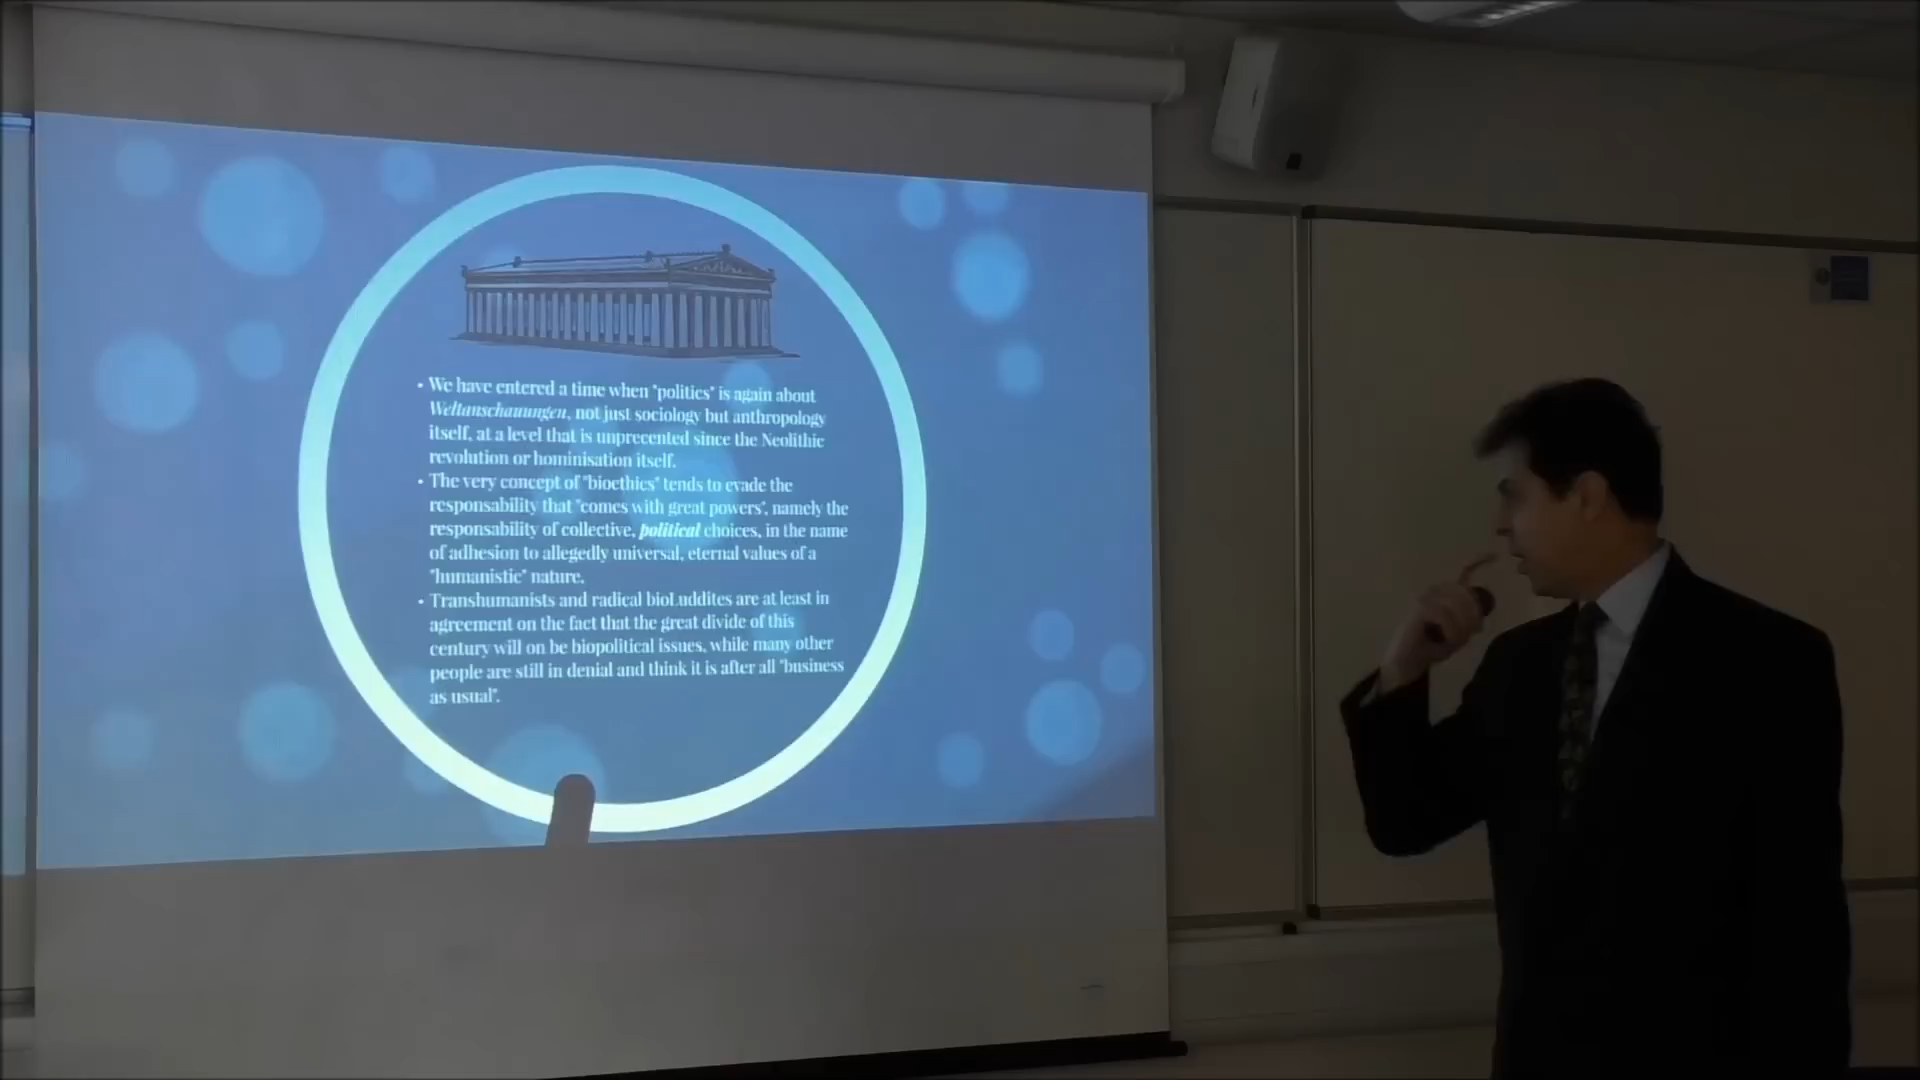 • We have entered a time when "politics" is again about
Weltanschauungen, not just sociology but anthropology
itself, at a level that is unprecented since the Neolithic
revolution or hominisation itself.
• The very concept of "bioethics" tends to evade the
responsability that "comes with great powers", namely the
responsability of collective, political choices, in the name
of adhesion to allegedly universal, eternal values of a
"humanistic" nature.
• Transhumanists and radical bioLuddites are at least in
agreement on the fact that the great divide of this
century will on be biopolitical issues, while many other
people are still in denial and think it is after all "business
as usual".